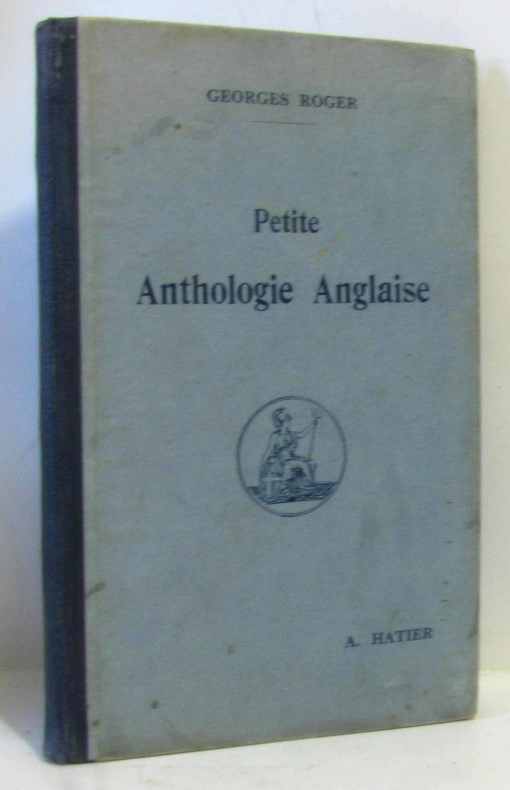 GEORGES ROGER
Petite
Anthologie Anglaise
A. HATIER